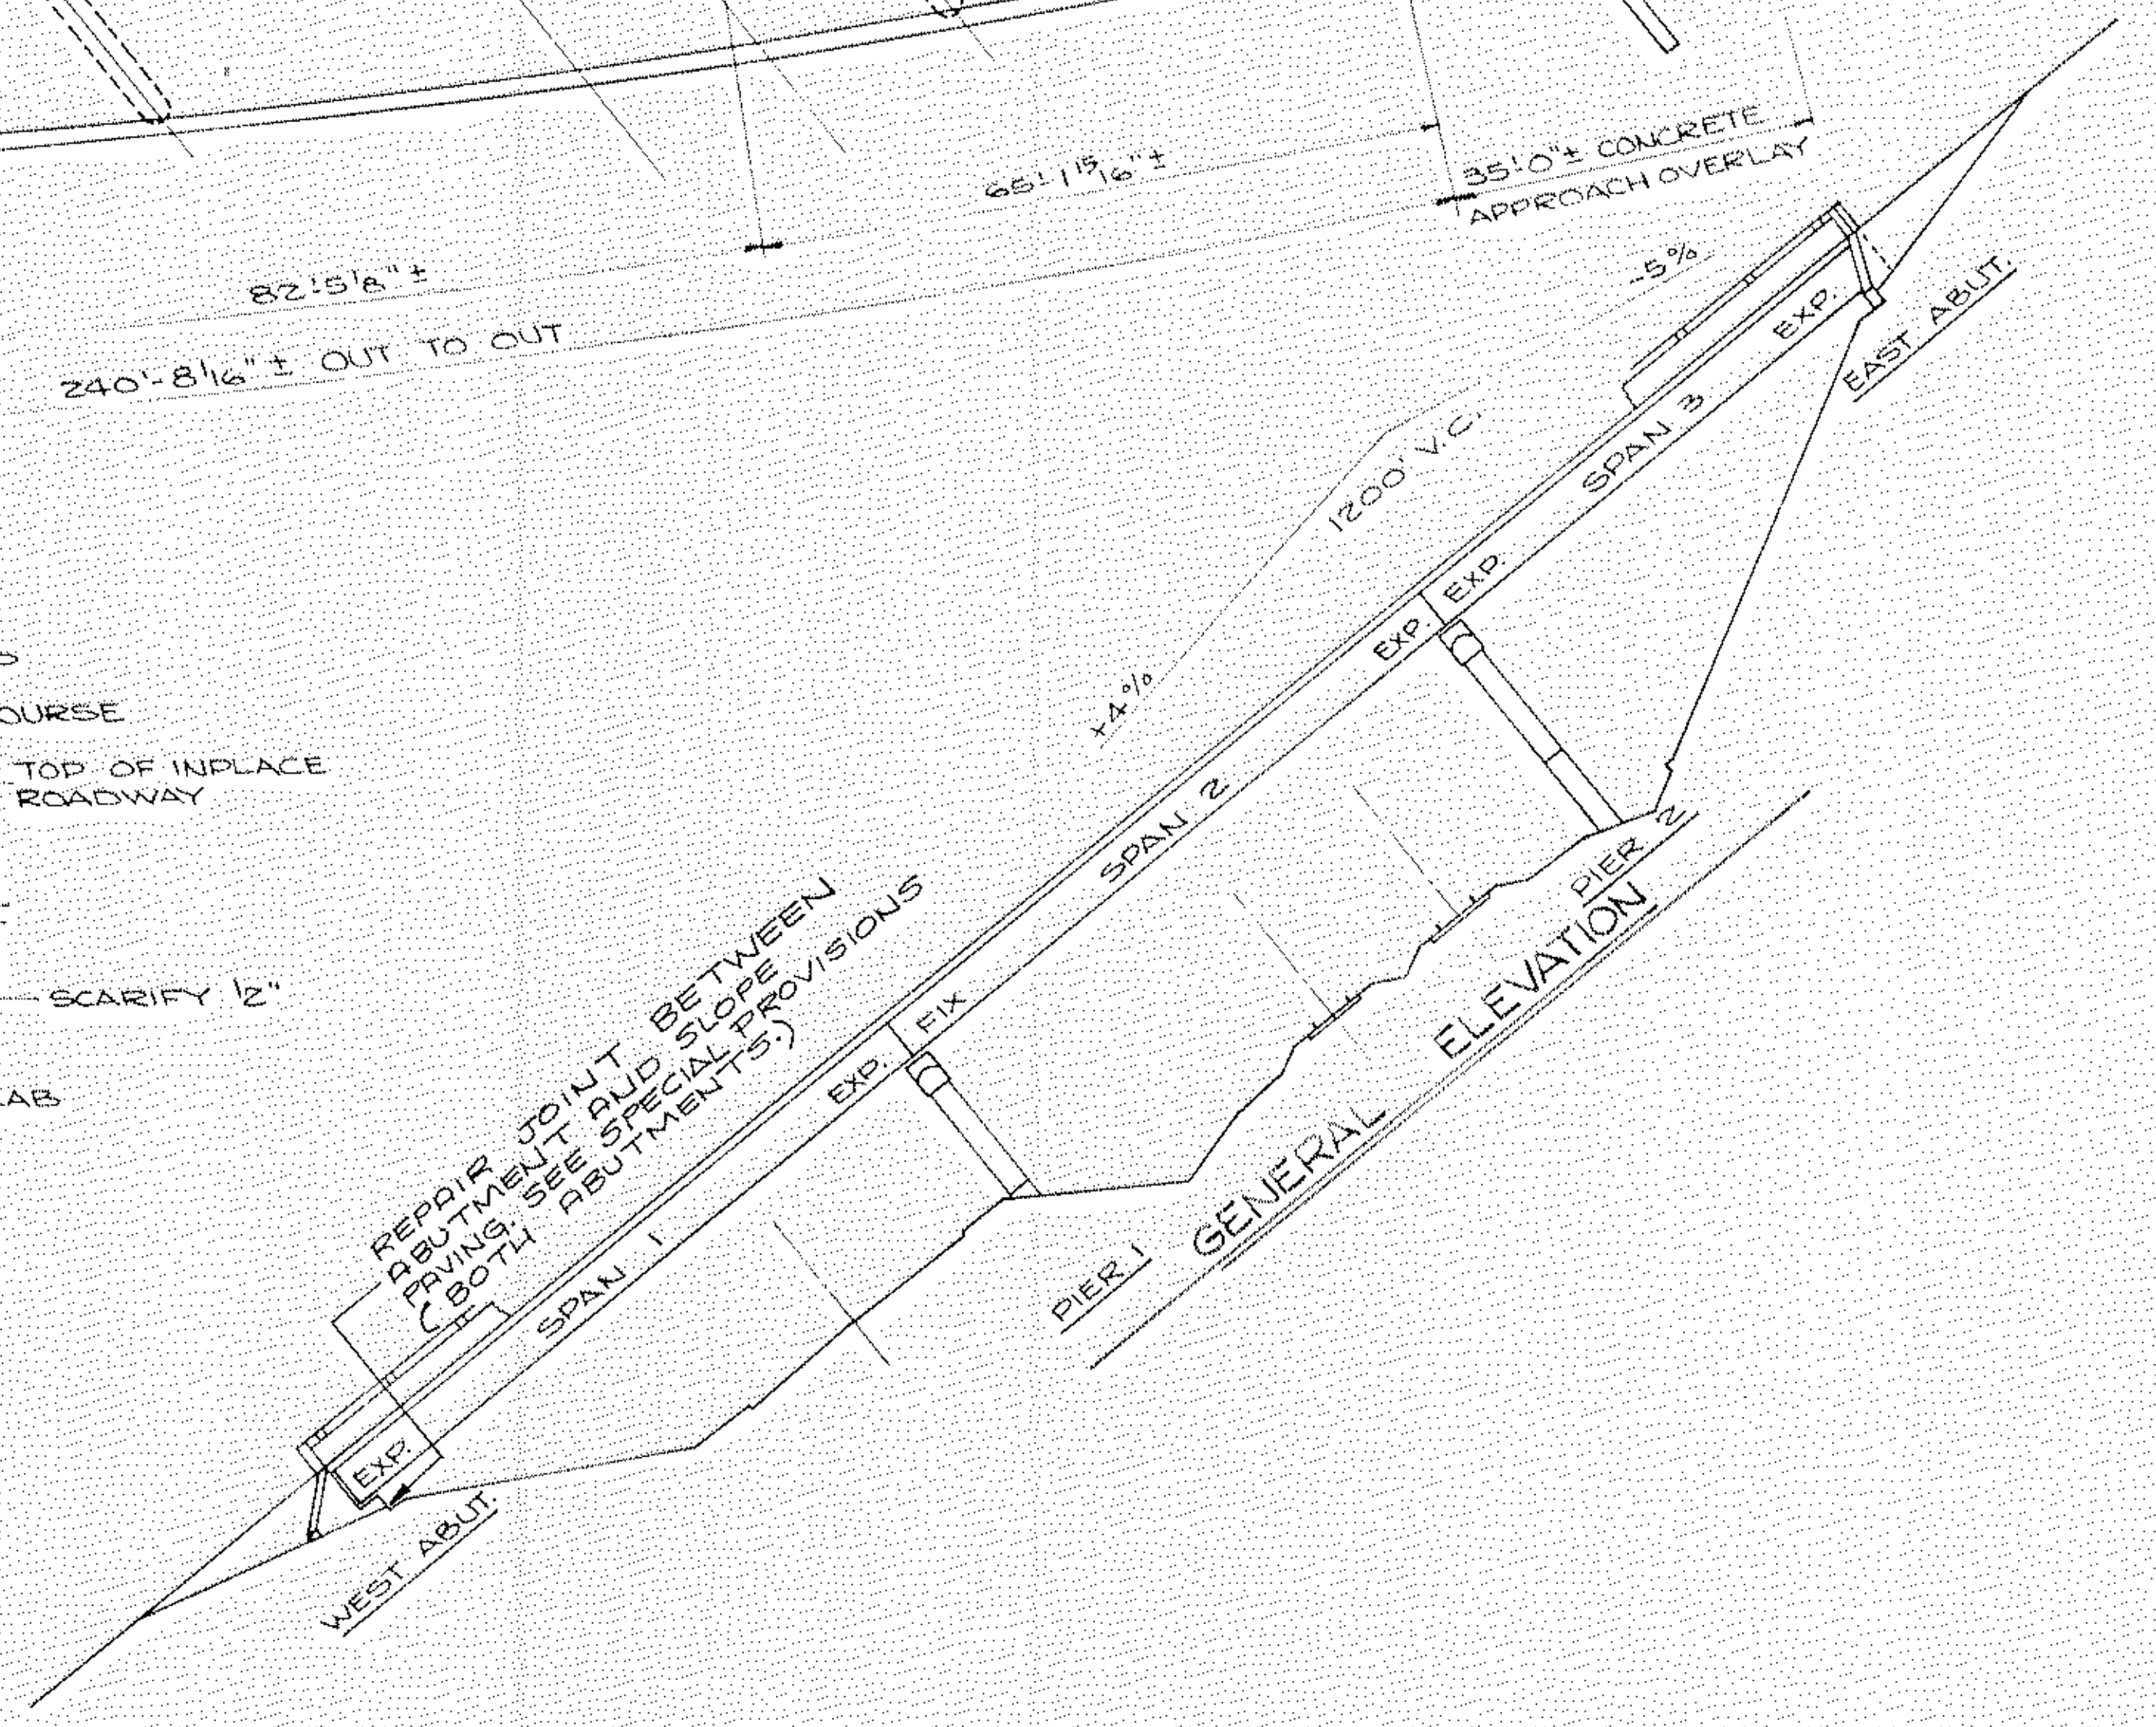 65'-1 15/16"±
35'-0"± CONCRETE
APPROACH OVERLAY
82'-5 1/8"±
240'-8 1/16"± OUT TO OUT
-5%
1200' V.C.
+4%
OURSE
TOP OF INPLACE
ROADWAY
SCARIFY 1/2"
REPAIR JOINT BETWEEN
ABUTMENT AND SLOPE
PAVING. SEE SPECIAL PROVISIONS
(BOTH ABUTMENTS.)
EXP.
SPAN 1
EXP.
FIX
SPAN 2
EXP.
EXP.
SPAN 3
EXP.
WEST ABUT.
PIER 1
PIER 2
EAST ABUT.
GENERAL ELEVATION